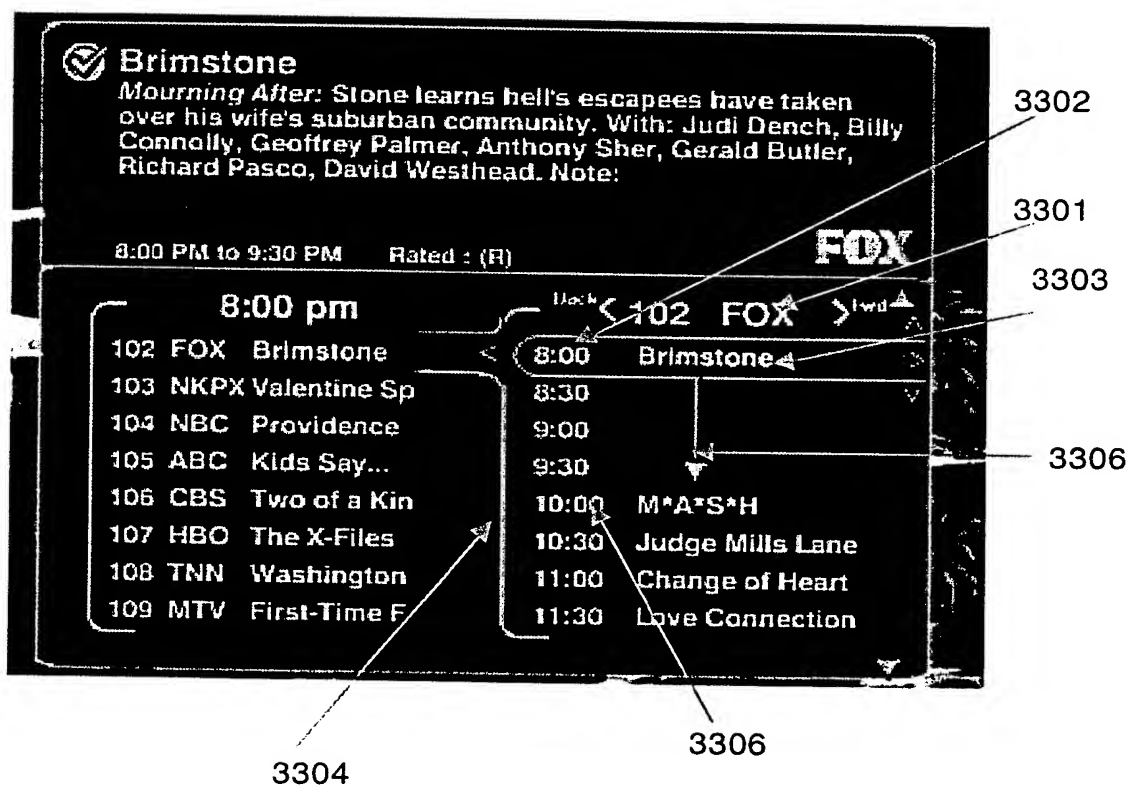 Brimstone
Mourning After: Stone learns hell's escapees have taken
over his wife's suburban community. With: Judi Dench, Billy
Connolly, Geoffrey Palmer, Anthony Sher, Gerald Butler,
Richard Pasco, David Westhead. Note:
8:00 PM to 9:30 PM Rated : (R)
FOX
8:00 pm
102 FOX Brimstone
103 NKPX Valentine Sp
104 NBC Providence
105 ABC Kids Say...
106 CBS Two of a Kin
107 HBO The X-Files
108 TNN Washington
109 MTV First-Time F
Back < 102 FOX > Fwd
8:00 Brimstone
8:30
9:00
9:30
10:00 M*A*S*H
10:30 Judge Mills Lane
11:00 Change of Heart
11:30 Love Connection
3302
3301
3303
3306
3306
3304